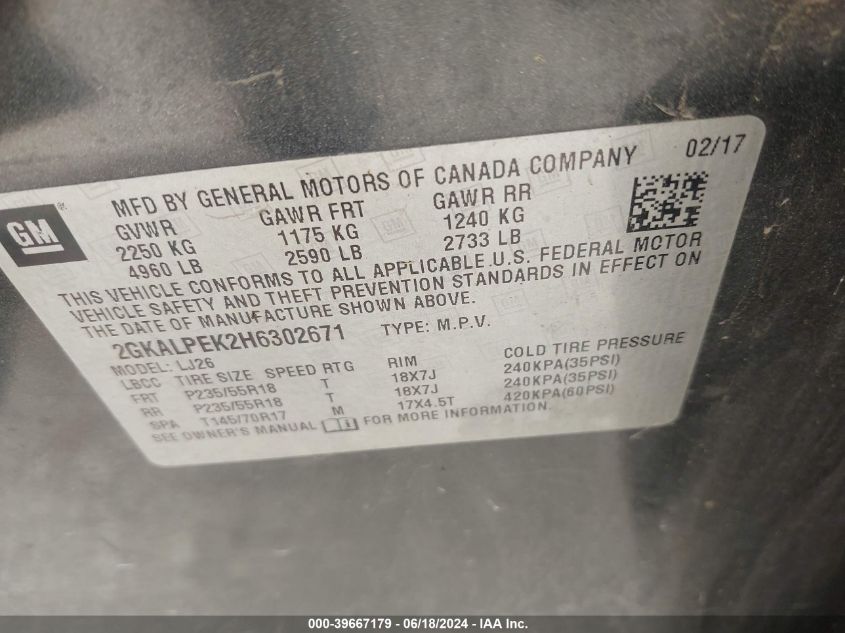 MFD BY GENERAL MOTORS OF CANADA COMPANY 02/17
GM
GVWR GAWR FRT GAWR RR
2250 KG 1175 KG 1240 KG
4960 LB 2590 LB 2733 LB
THIS VEHICLE CONFORMS TO ALL APPLICABLE U.S. FEDERAL MOTOR
VEHICLE SAFETY AND THEFT PREVENTION STANDARDS IN EFFECT ON
THE DATE OF MANUFACTURE SHOWN ABOVE.
2GKALPEK2H6302671 TYPE: M.P.V.
MODEL: LJ26
LBCC TIRE SIZE SPEED RTG RIM COLD TIRE PRESSURE
FRT P235/55R18 T 18X7J 240KPA(35PSI)
RR P235/55R18 T 18X7J 240KPA(35PSI)
SPA T145/70R17 M 17X4.5T 420KPA(60PSI)
SEE OWNER'S MANUAL FOR MORE INFORMATION.
000-39667179 - 06/18/2024 - IAA Inc.